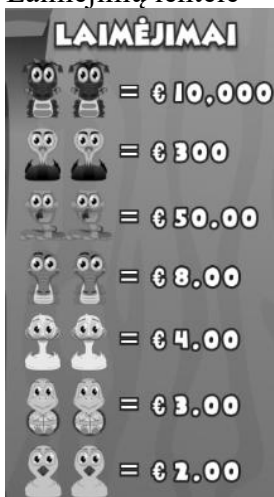 LAIMĖJIMAI
= € 10,000
= € 300
= € 50.00
= € 8.00
= € 4.00
= € 3.00
= € 2.00